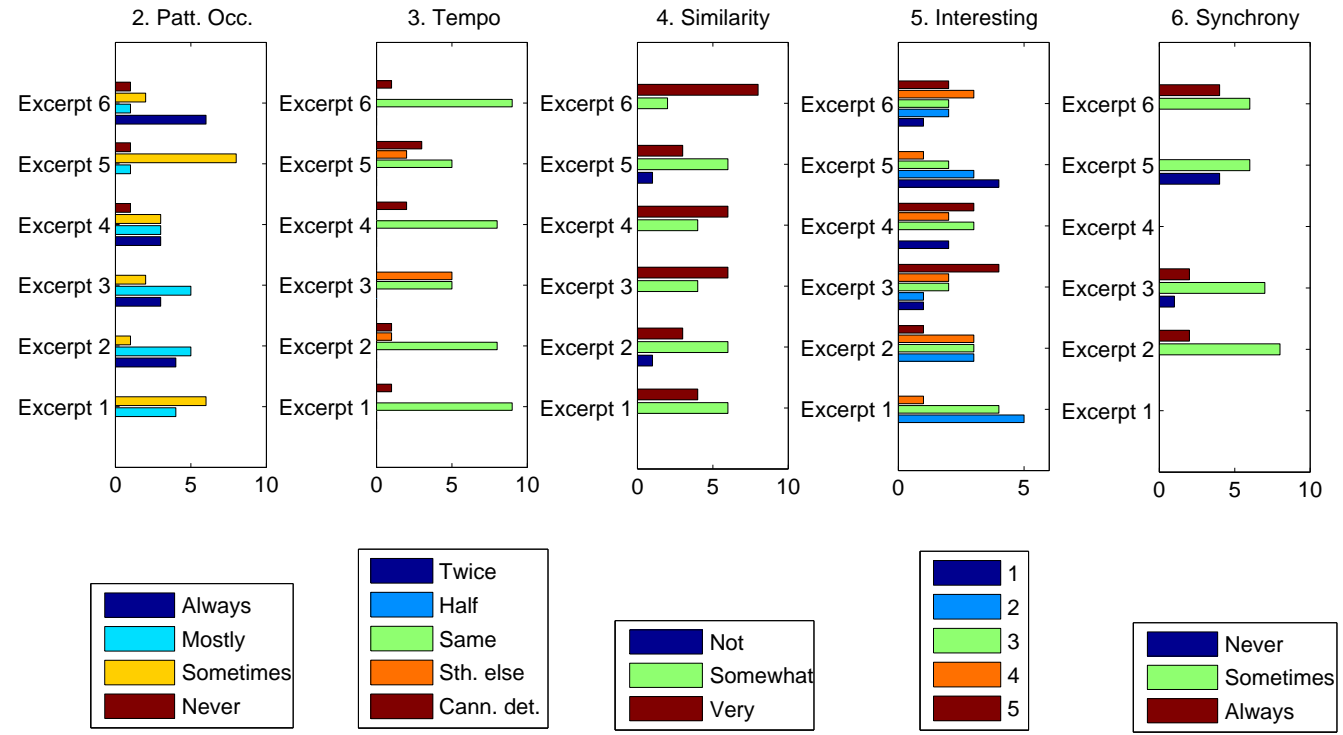 2. Patt. Occ.
Excerpt 6
Excerpt 5
Excerpt 4
Excerpt 3
Excerpt 2
Excerpt 1
0 5 10
Always
Mostly
Sometimes
Never
3. Tempo
Excerpt 6
Excerpt 5
Excerpt 4
Excerpt 3
Excerpt 2
Excerpt 1
0 5 10
Twice
Half
Same
Sth. else
Cann. det.
4. Similarity
Excerpt 6
Excerpt 5
Excerpt 4
Excerpt 3
Excerpt 2
Excerpt 1
0 5 10
Not
Somewhat
Very
5. Interesting
Excerpt 6
Excerpt 5
Excerpt 4
Excerpt 3
Excerpt 2
Excerpt 1
0 5
1
2
3
4
5
6. Synchrony
Excerpt 6
Excerpt 5
Excerpt 4
Excerpt 3
Excerpt 2
Excerpt 1
0 5 10
Never
Sometimes
Always